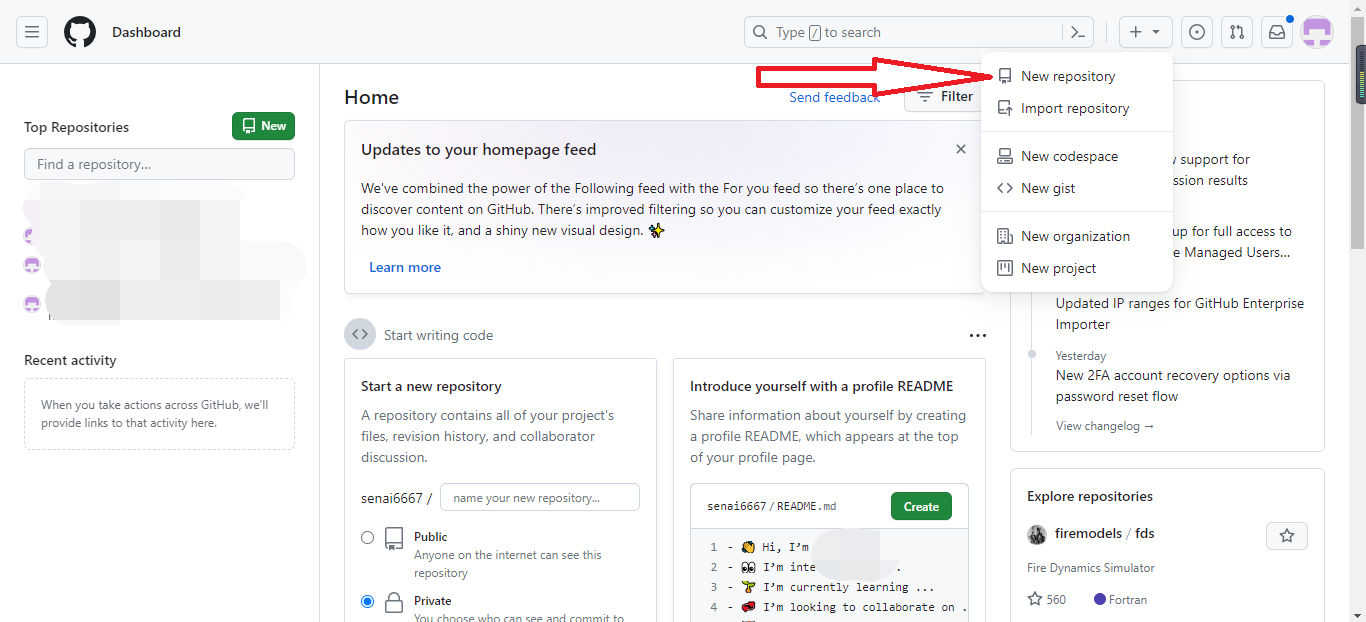 Dashboard
Type / to search
Home
Send feedback
Filter
New repository
Import repository
New codespace
New gist
New organization
New project
Top Repositories
New
Find a repository...
Recent activity
When you take actions across GitHub, we'll
provide links to that activity here.
Updates to your homepage feed
We've combined the power of the Following feed with the For you feed so there's one place to
discover content on GitHub. There's improved filtering so you can customize your feed exactly
how you like it, and a shiny new visual design. ✨
Learn more
Start writing code
Start a new repository
A repository contains all of your project's
files, revision history, and collaborator
discussion.
senai6667 /
name your new repository...
Public
Anyone on the internet can see this
repository
Private
You choose who can see and commit to
Introduce yourself with a profile README
Share information about yourself by creating
a profile README, which appears at the top
of your profile page.
senai6667 / README.md
Create
1 - 👋 Hi, I'm
2 - 👀 I'm inte .
3 - 🌱 I'm currently learning ...
4 - 💞️ I'm looking to collaborate on .
support for
ssion results
up for full access to
Managed Users...
Updated IP ranges for GitHub Enterprise
Importer
Yesterday
New 2FA account recovery options via
password reset flow
View changelog →
Explore repositories
firemodels / fds
Fire Dynamics Simulator
560
Fortran